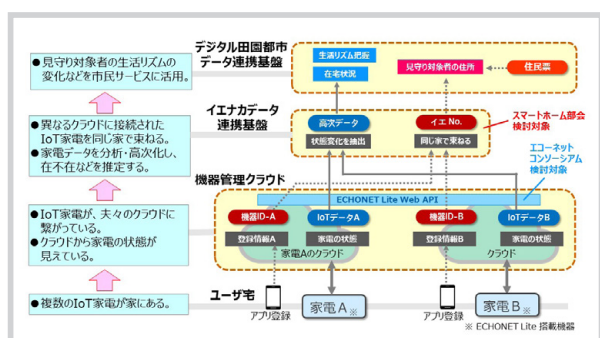 デジタル田園都市
データ連携基盤
●見守り対象者の生活リズムの
変化などを市民サービスに活用。
生活リズム把握
在宅状況
見守り対象者の住所
住民票
イエナカデータ
連携基盤
●異なるクラウドに接続された
IoT家電を同じ家で束ねる。
●家電データを分析・高次化し、
在不在などを推定する。
高次データ
状態変化を抽出
イエ No.
同じ家で束ねる
スマートホーム部会
検討対象
エコーネット
コンソーシアム
検討対象
機器管理クラウド
ECHONET Lite Web API
●IoT家電が、夫々のクラウドに
繋がっている。
●クラウドから家電の状態が
見えている。
機器ID-A
IoTデータA
機器ID-B
IoTデータB
登録情報A
家電の状態
登録情報B
家電の状態
家電Aのクラウド
クラウド
ユーザ宅
●複数のIoT家電が家にある。
アプリ登録
家電A※
アプリ登録
家電B※
※ ECHONET Lite 搭載機器